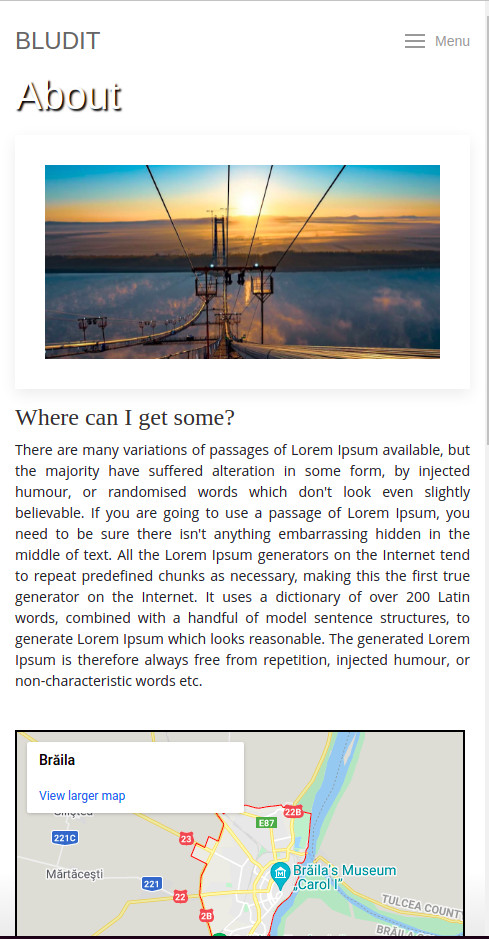 BLUDIT
Menu
About
Where can I get some?
There are many variations of passages of Lorem Ipsum available, but
the majority have suffered alteration in some form, by injected
humour, or randomised words which don't look even slightly
believable. If you are going to use a passage of Lorem Ipsum, you
need to be sure there isn't anything embarrassing hidden in the
middle of text. All the Lorem Ipsum generators on the Internet tend
to repeat predefined chunks as necessary, making this the first true
generator on the Internet. It uses a dictionary of over 200 Latin
words, combined with a handful of model sentence structures, to
generate Lorem Ipsum which looks reasonable. The generated Lorem
Ipsum is therefore always free from repetition, injected humour, or
non-characteristic words etc.
Brăila
View larger map
22B
E87
221C
23
Mărtăceşti
Brăila's Museum
„Carol I”
221
22
2B
TULCEA COUNTY